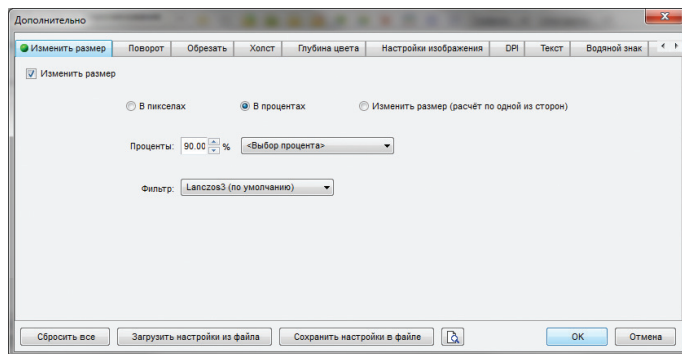 Дополнительно
Изменить размер Поворот Обрезать Холст Глубина цвета Настройки изображения DPI Текст Водяной знак
Изменить размер
В пикселах В процентах Изменить размер (расчёт по одной из сторон)
Проценты: 90.00 % <Выбор процента>
Фильтр: Lanczos3 (по умолчанию)
Сбросить все Загрузить настройки из файла Сохранить настройки в файле OK Отмена